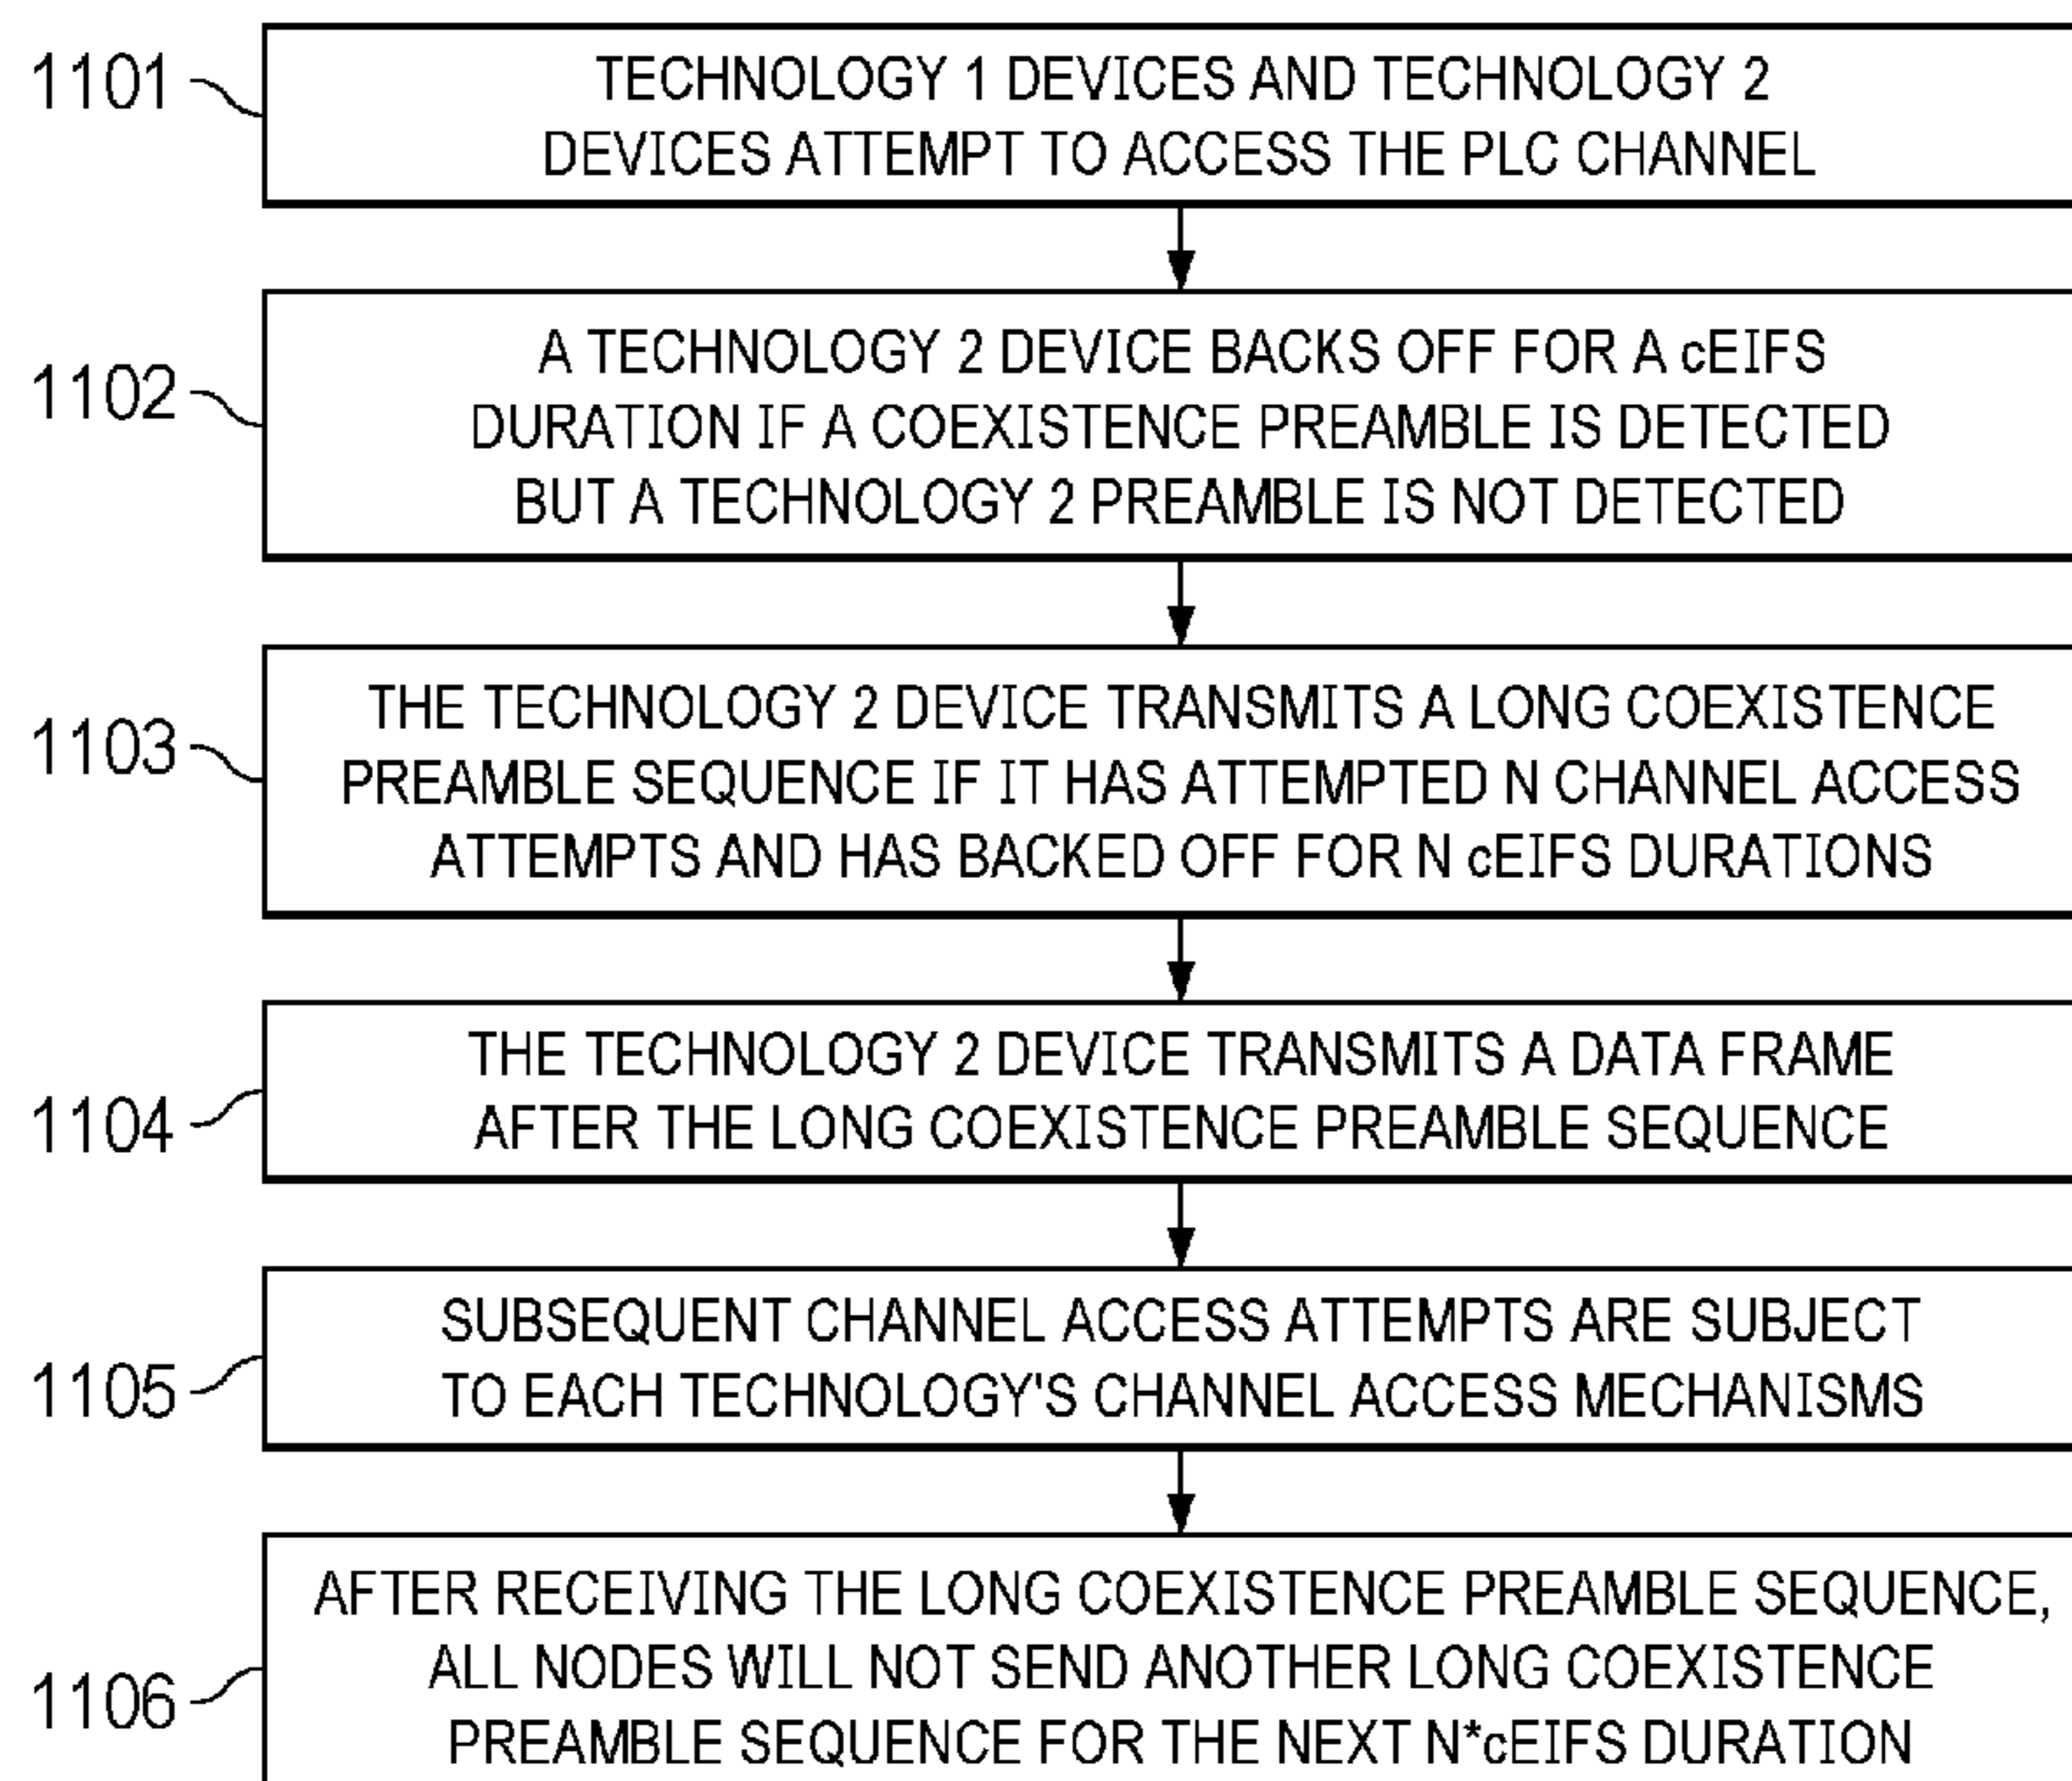 1101
TECHNOLOGY 1 DEVICES AND TECHNOLOGY 2
DEVICES ATTEMPT TO ACCESS THE PLC CHANNEL
1102
A TECHNOLOGY 2 DEVICE BACKS OFF FOR A cEIFS
DURATION IF A COEXISTENCE PREAMBLE IS DETECTED
BUT A TECHNOLOGY 2 PREAMBLE IS NOT DETECTED
1103
THE TECHNOLOGY 2 DEVICE TRANSMITS A LONG COEXISTENCE
PREAMBLE SEQUENCE IF IT HAS ATTEMPTED N CHANNEL ACCESS
ATTEMPTS AND HAS BACKED OFF FOR N cEIFS DURATIONS
1104
THE TECHNOLOGY 2 DEVICE TRANSMITS A DATA FRAME
AFTER THE LONG COEXISTENCE PREAMBLE SEQUENCE
1105
SUBSEQUENT CHANNEL ACCESS ATTEMPTS ARE SUBJECT
TO EACH TECHNOLOGY'S CHANNEL ACCESS MECHANISMS
1106
AFTER RECEIVING THE LONG COEXISTENCE PREAMBLE SEQUENCE,
ALL NODES WILL NOT SEND ANOTHER LONG COEXISTENCE
PREAMBLE SEQUENCE FOR THE NEXT N*cEIFS DURATION